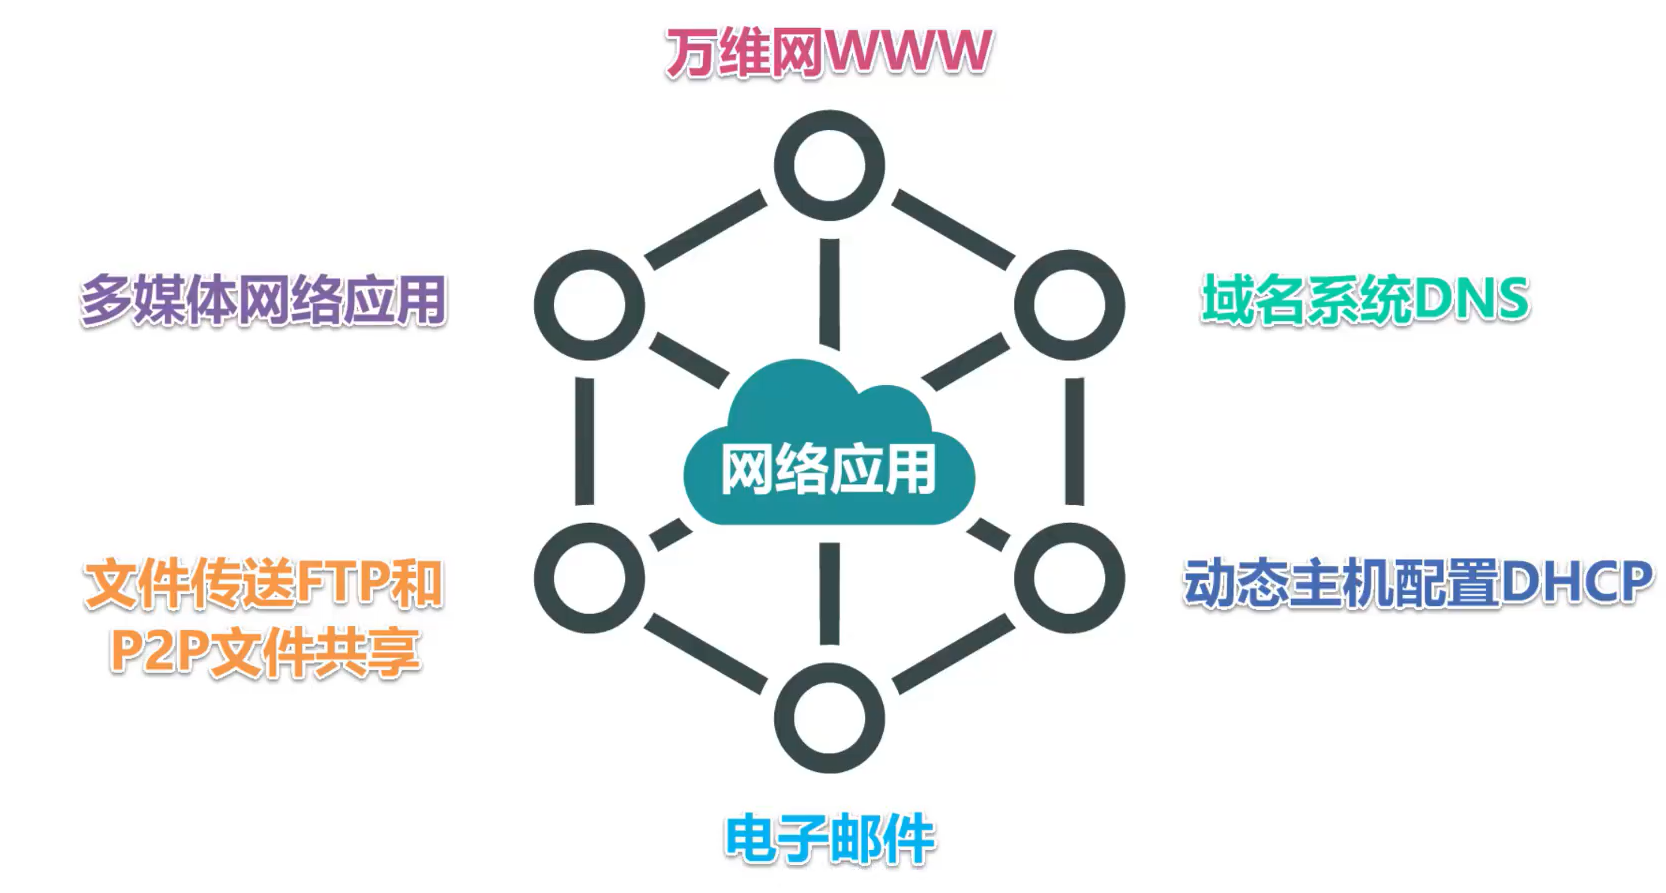 万维网WWW
多媒体网络应用
域名系统DNS
网络应用
文件传送FTP和
P2P文件共享
动态主机配置DHCP
电子邮件